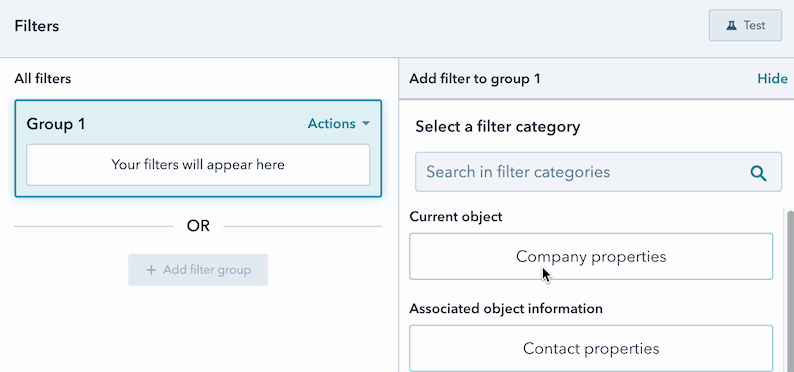 Filters
Test
All filters
Group 1
Actions
Your filters will appear here
OR
+ Add filter group
Add filter to group 1
Hide
Select a filter category
Search in filter categories
Current object
Company properties
Associated object information
Contact properties